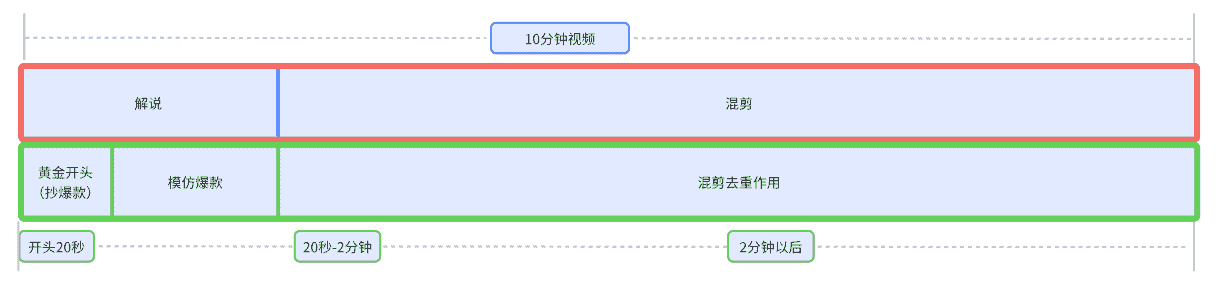 10分钟视频
解说
混剪
黄金开头
（抄爆款）
模仿爆款
混剪去重作用
开头20秒
20秒-2分钟
2分钟以后